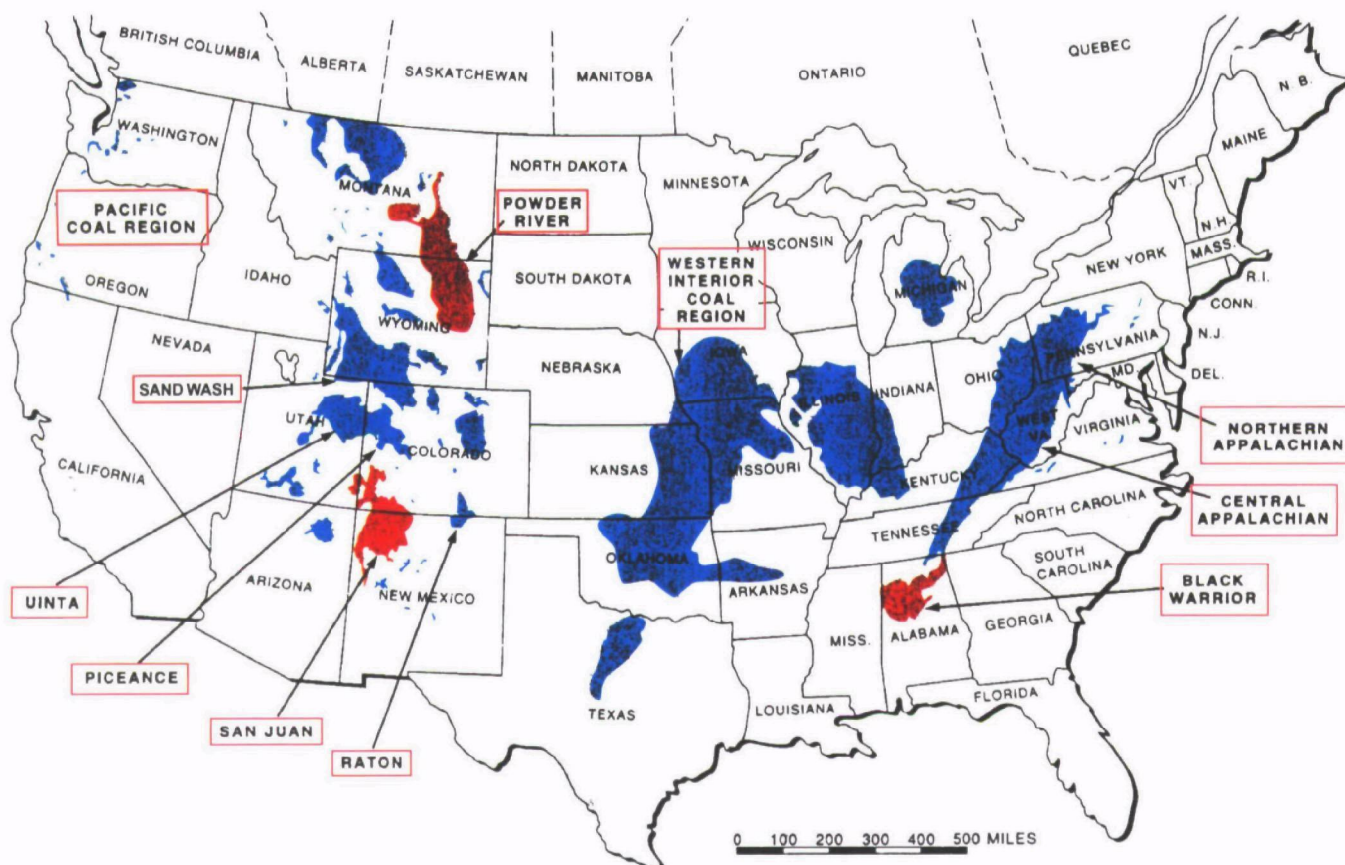 BRITISH COLUMBIA
ALBERTA
SASKATCHEWAN
MANITOBA
ONTARIO
QUEBEC
N. B.
WASHINGTON
MAINE
MONTANA
NORTH DAKOTA
MINNESOTA
VT.
N.H.
PACIFIC
COAL REGION
POWDER
RIVER
WISCONSIN
MASS.
NEW YORK
WESTERN
INTERIOR
COAL
REGION
OREGON
IDAHO
SOUTH DAKOTA
MICHIGAN
R.I.
CONN.
WYOMING
NEVADA
N.J.
PENNSYLVANIA
IOWA
NEBRASKA
OHIO
MD.
DEL.
SAND WASH
INDIANA
ILLINOIS
UTAH
WEST
VA.
VIRGINIA
NORTHERN
APPALACHIAN
COLORADO
CALIFORNIA
KANSAS
MISSOURI
KENTUCKY
CENTRAL
APPALACHIAN
NORTH CAROLINA
TENNESSEE
OKLAHOMA
SOUTH
CAROLINA
ARIZONA
NEW MEXICO
ARKANSAS
BLACK
WARRIOR
UINTA
MISS.
ALABAMA
GEORGIA
PICEANCE
FLORIDA
TEXAS
LOUISIANA
SAN JUAN
RATON
0 100 200 300 400 500 MILES